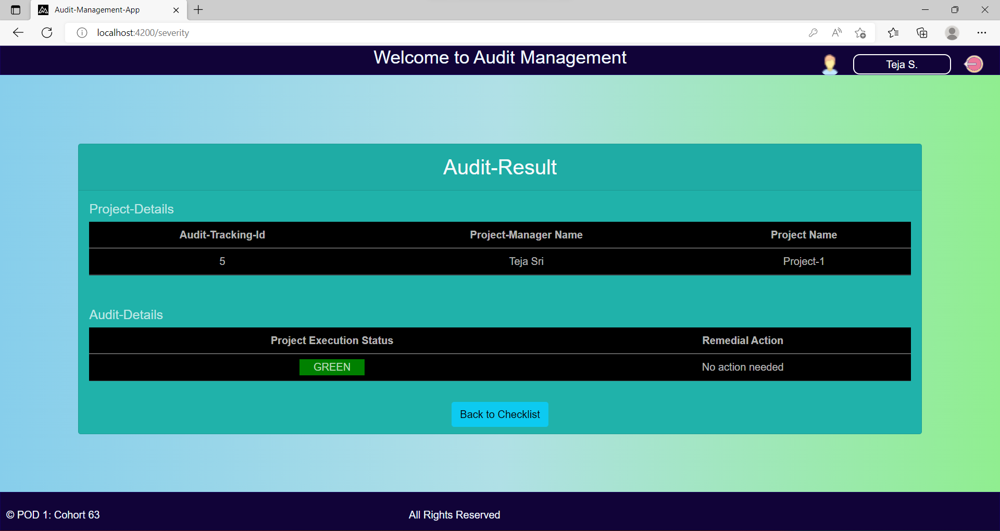 Audit-Management-App
localhost:4200/severity
Welcome to Audit Management
Teja S.
Audit-Result
Project-Details
Audit-Tracking-Id Project-Manager Name Project Name
5 Teja Sri Project-1
Audit-Details
Project Execution Status Remedial Action
GREEN No action needed
Back to Checklist
© POD 1: Cohort 63 All Rights Reserved